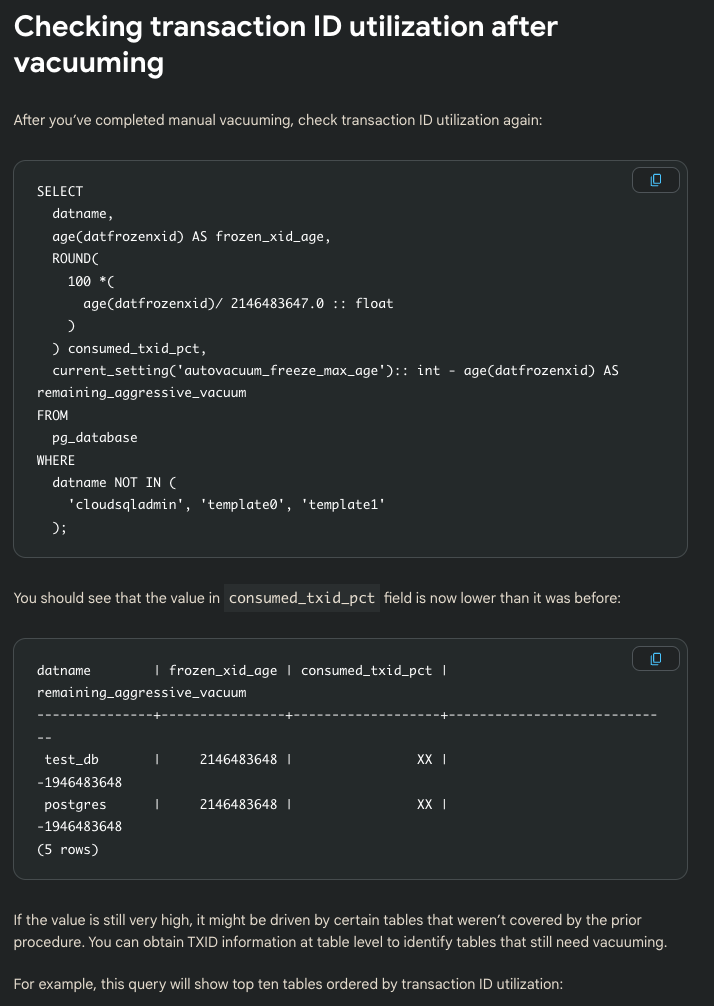 Checking transaction ID utilization after
vacuuming
After you’ve completed manual vacuuming, check transaction ID utilization again:
SELECT
datname,
age(datfrozenxid) AS frozen_xid_age,
ROUND(
100 *(
age(datfrozenxid)/ 2146483647.0 :: float
)
) consumed_txid_pct,
current_setting('autovacuum_freeze_max_age'):: int - age(datfrozenxid) AS
remaining_aggressive_vacuum
FROM
pg_database
WHERE
datname NOT IN (
'cloudsqladmin', 'template0', 'template1'
);
You should see that the value in consumed_txid_pct field is now lower than it was before:
datname        | frozen_xid_age | consumed_txid_pct |
remaining_aggressive_vacuum
---------------+----------------+-------------------+---------------------------
--
test_db       |     2146483648 |                XX |
-1946483648
postgres      |     2146483648 |                XX |
-1946483648
(5 rows)
If the value is still very high, it might be driven by certain tables that weren’t covered by the prior
procedure. You can obtain TXID information at table level to identify tables that still need vacuuming.
For example, this query will show top ten tables ordered by transaction ID utilization: